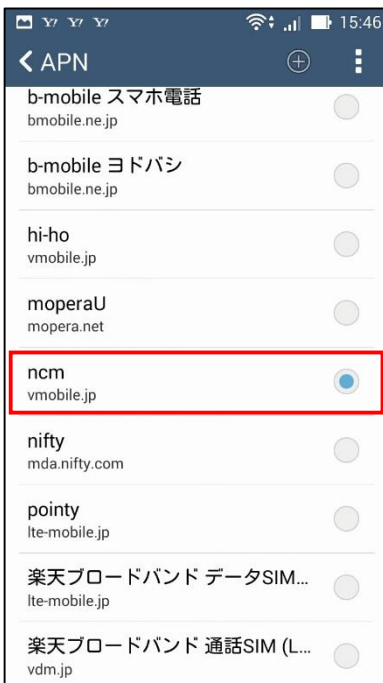 Y! Y! Y! 15:46
APN
b-mobile スマホ電話
bmobile.ne.jp
b-mobile ヨドバシ
bmobile.ne.jp
hi-ho
vmobile.jp
moperaU
mopera.net
ncm
vmobile.jp
nifty
mda.nifty.com
pointy
lte-mobile.jp
楽天ブロードバンド データSIM...
lte-mobile.jp
楽天ブロードバンド 通話SIM (L...
vdm.jp